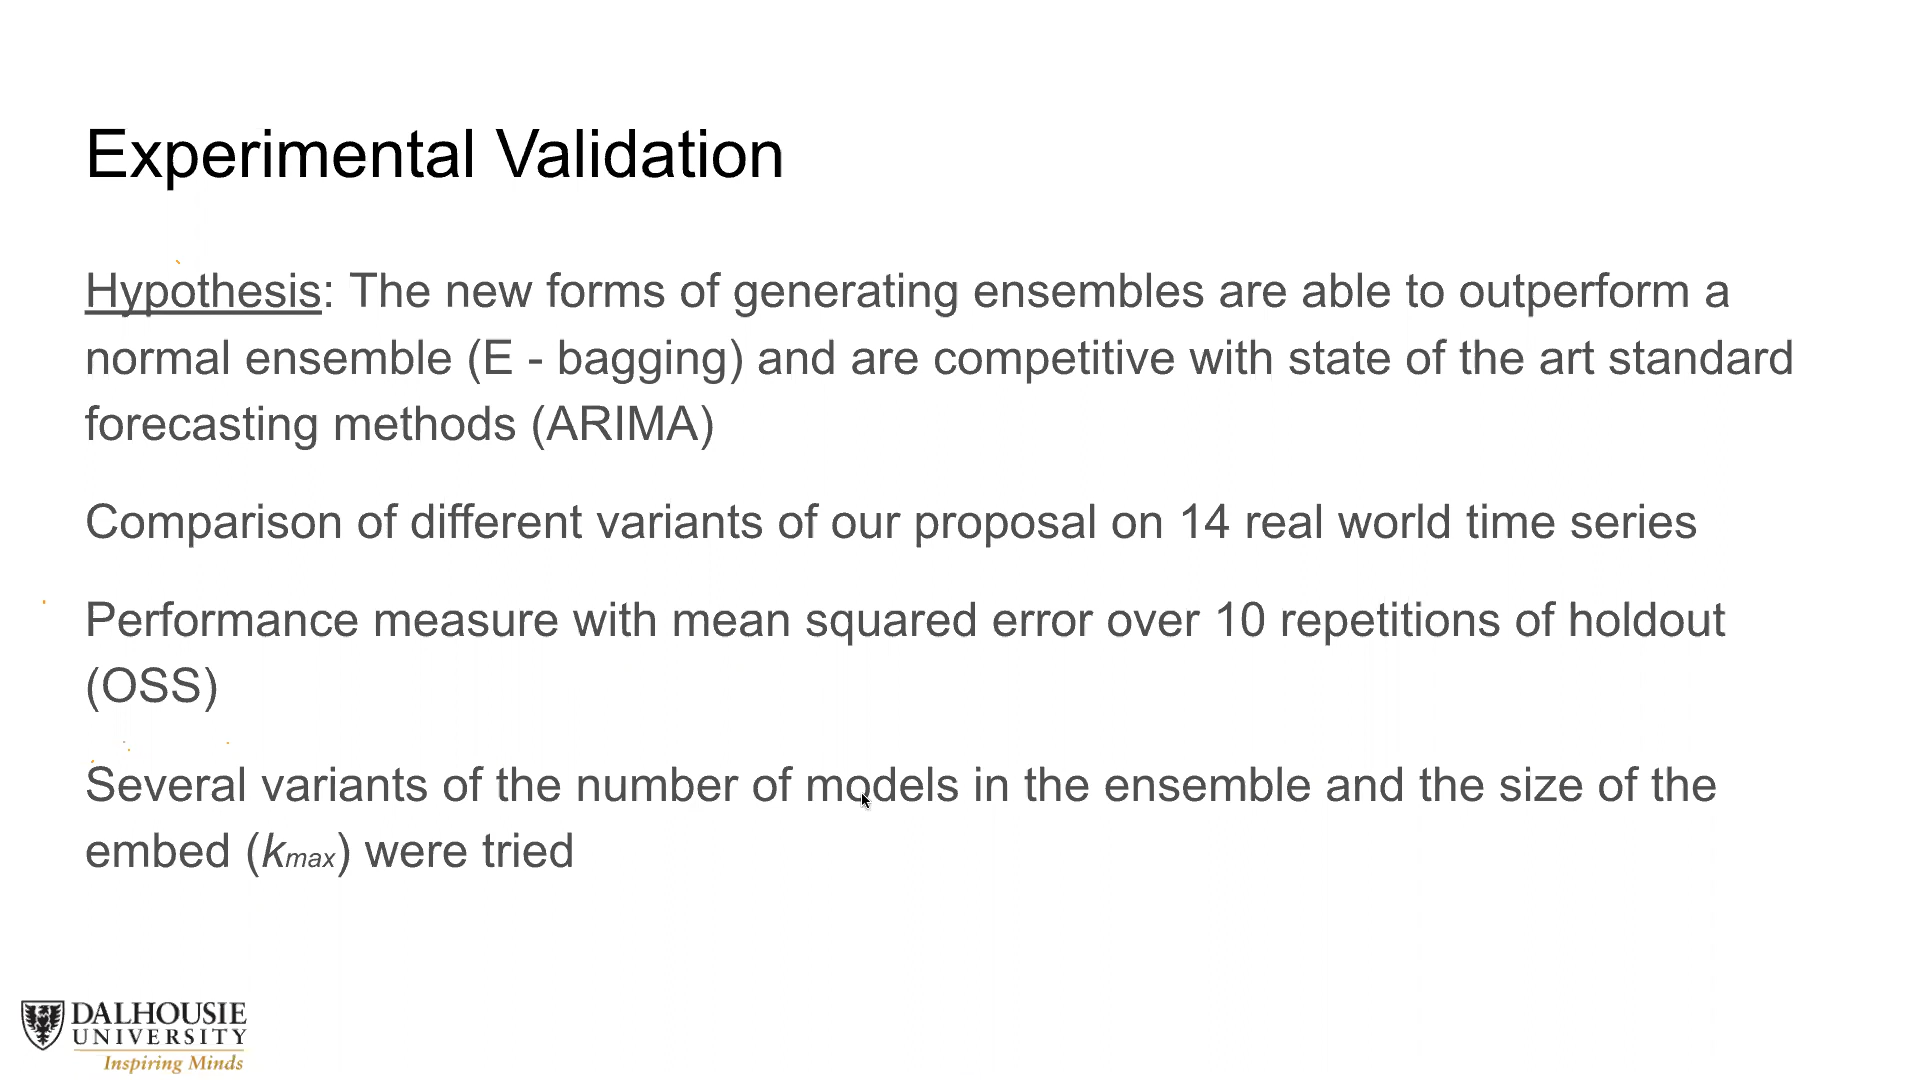 Experimental Validation
Hypothesis: The new forms of generating ensembles are able to outperform a
normal ensemble (E - bagging) and are competitive with state of the art standard
forecasting methods (ARIMA)
Comparison of different variants of our proposal on 14 real world time series
Performance measure with mean squared error over 10 repetitions of holdout
(OSS)
Several variants of the number of models in the ensemble and the size of the
embed (kmax) were tried
DALHOUSIE
UNIVERSITY
Inspiring Minds